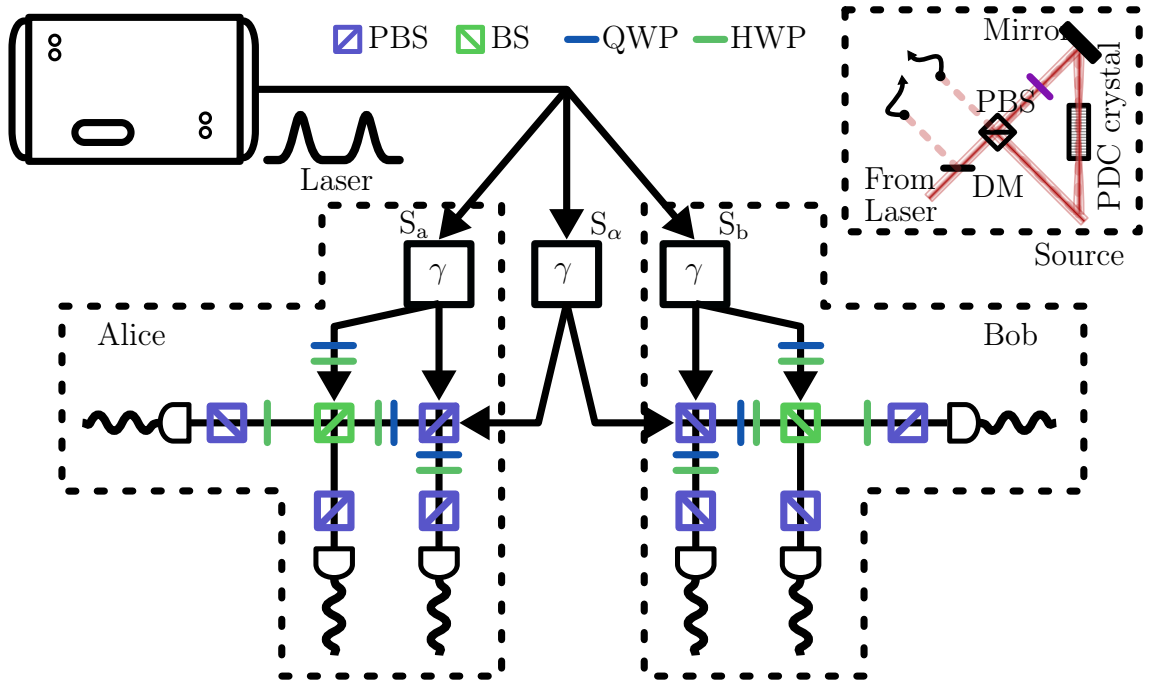 PBS BS QWP HWP
Mirror
PBS
PDC crystal
From
Laser
DM
Source
Laser
Sa Sα Sb
γ γ γ
Alice Bob